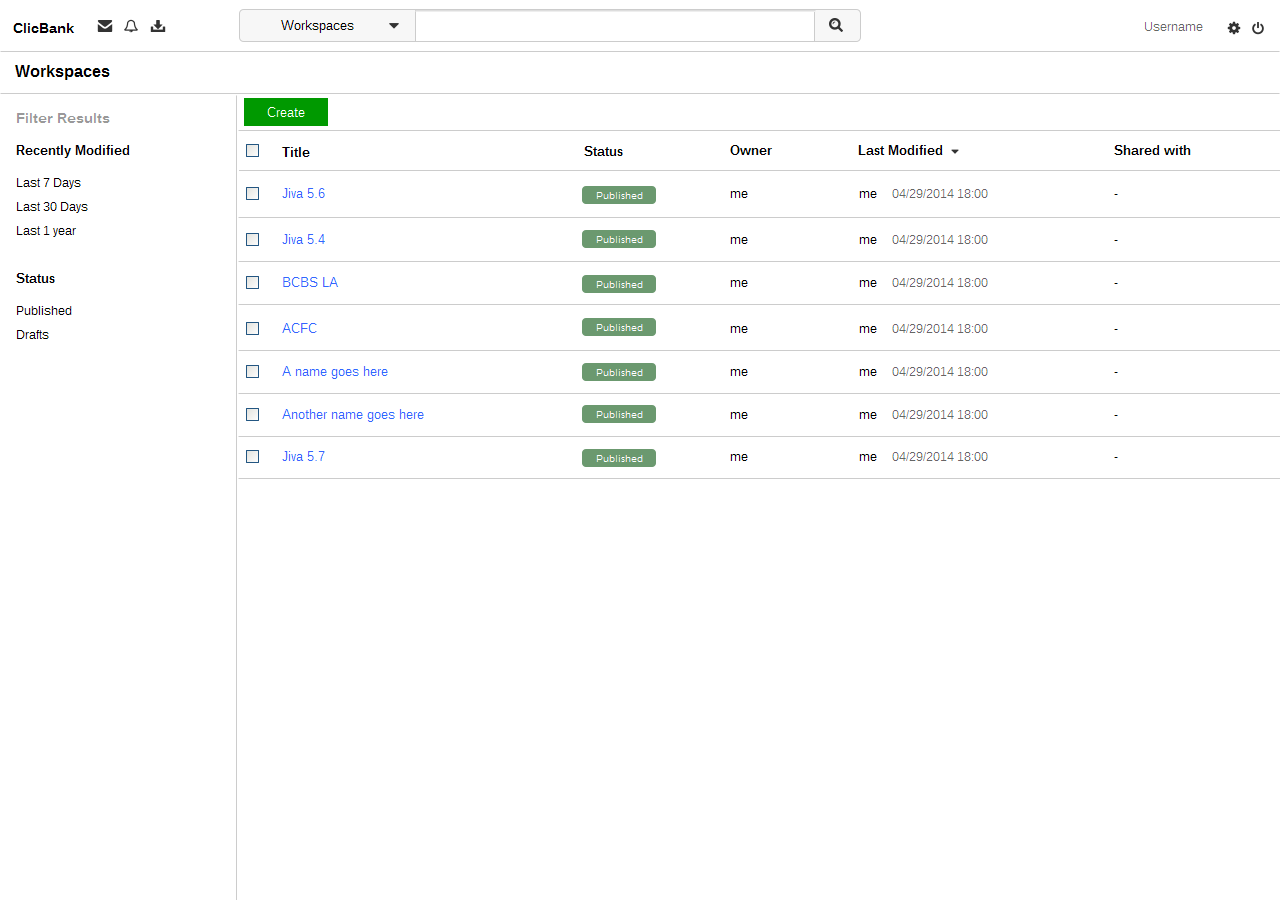 ClicBank Workspaces Username
Workspaces
Filter Results
Recently Modified
Last 7 Days
Last 30 Days
Last 1 year
Status
Published
Drafts
Create
Title Status Owner Last Modified Shared with
Jiva 5.6 Published me me 04/29/2014 18:00 -
Jiva 5.4 Published me me 04/29/2014 18:00 -
BCBS LA Published me me 04/29/2014 18:00 -
ACFC Published me me 04/29/2014 18:00 -
A name goes here Published me me 04/29/2014 18:00 -
Another name goes here Published me me 04/29/2014 18:00 -
Jiva 5.7 Published me me 04/29/2014 18:00 -